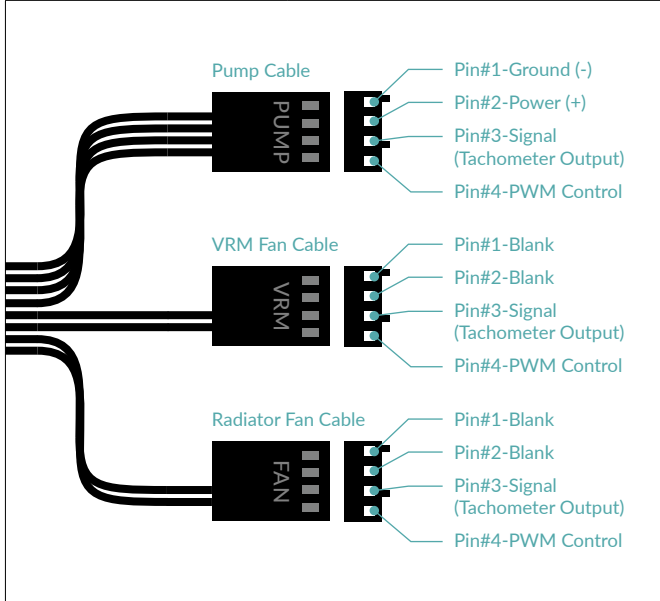 Pump Cable
PUMP
Pin#1-Ground (-)
Pin#2-Power (+)
Pin#3-Signal
(Tachometer Output)
Pin#4-PWM Control
VRM Fan Cable
VRM
Pin#1-Blank
Pin#2-Blank
Pin#3-Signal
(Tachometer Output)
Pin#4-PWM Control
Radiator Fan Cable
FAN
Pin#1-Blank
Pin#2-Blank
Pin#3-Signal
(Tachometer Output)
Pin#4-PWM Control